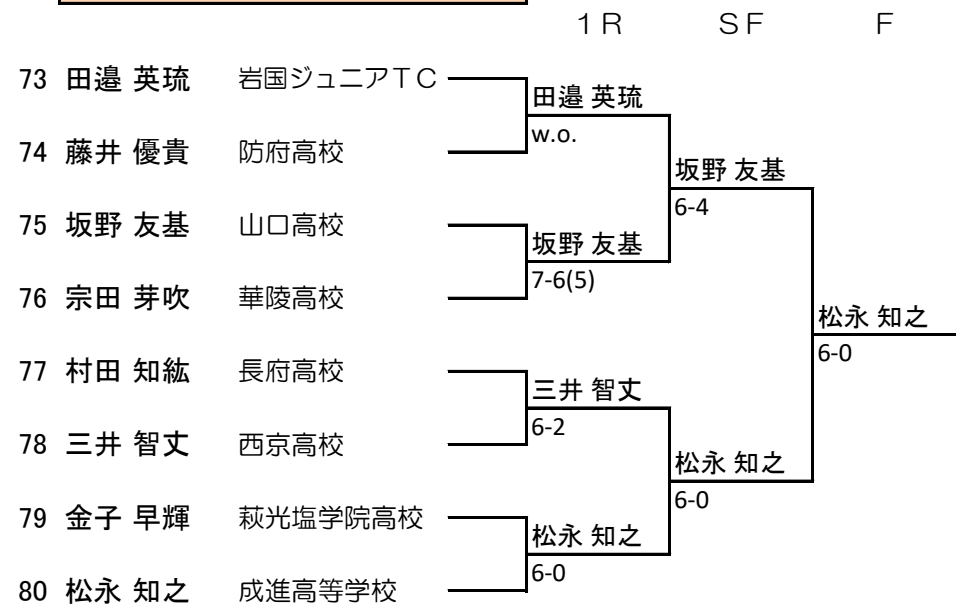 １Ｒ ＳＦ Ｆ
73 田邉 英琉 岩国ジュニアＴＣ
田邉 英琉
w.o.
74 藤井 優貴 防府高校
坂野 友基
6-4
75 坂野 友基 山口高校
坂野 友基
7-6(5)
76 宗田 芽吹 華陵高校
松永 知之
6-0
77 村田 知紘 長府高校
三井 智丈
6-2
78 三井 智丈 西京高校
松永 知之
6-0
79 金子 早輝 萩光塩学院高校
松永 知之
6-0
80 松永 知之 成進高等学校